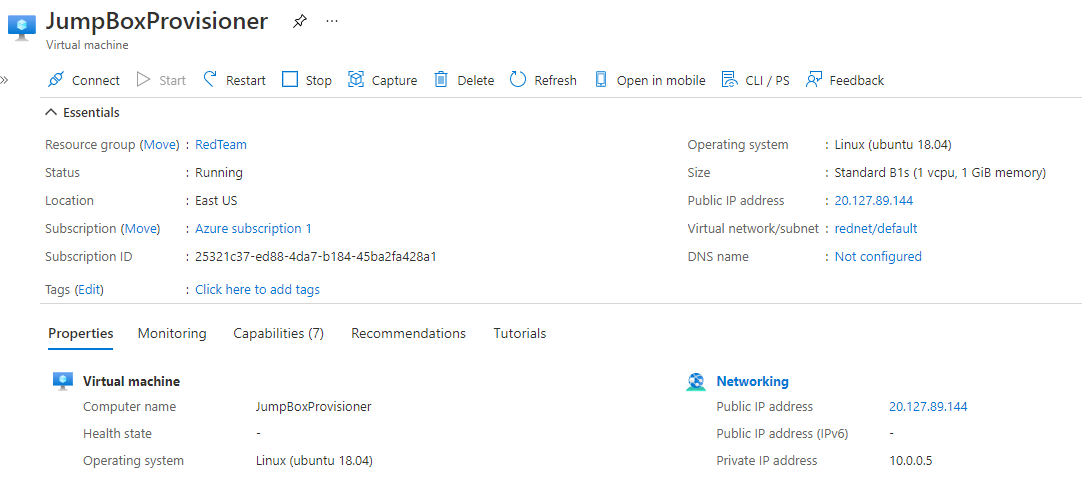 JumpBoxProvisioner ...
Virtual machine
» Connect Start Restart Stop Capture Delete Refresh Open in mobile CLI / PS Feedback
Essentials
Resource group (Move) : RedTeam Operating system : Linux (ubuntu 18.04)
Status : Running Size : Standard B1s (1 vcpu, 1 GiB memory)
Location : East US Public IP address : 20.127.89.144
Subscription (Move) : Azure subscription 1 Virtual network/subnet : rednet/default
Subscription ID : 25321c37-ed88-4da7-b184-45ba2fa428a1 DNS name : Not configured
Tags (Edit) : Click here to add tags
Properties Monitoring Capabilities (7) Recommendations Tutorials
Virtual machine Networking
Computer name JumpBoxProvisioner Public IP address 20.127.89.144
Health state - Public IP address (IPv6) -
Operating system Linux (ubuntu 18.04) Private IP address 10.0.0.5